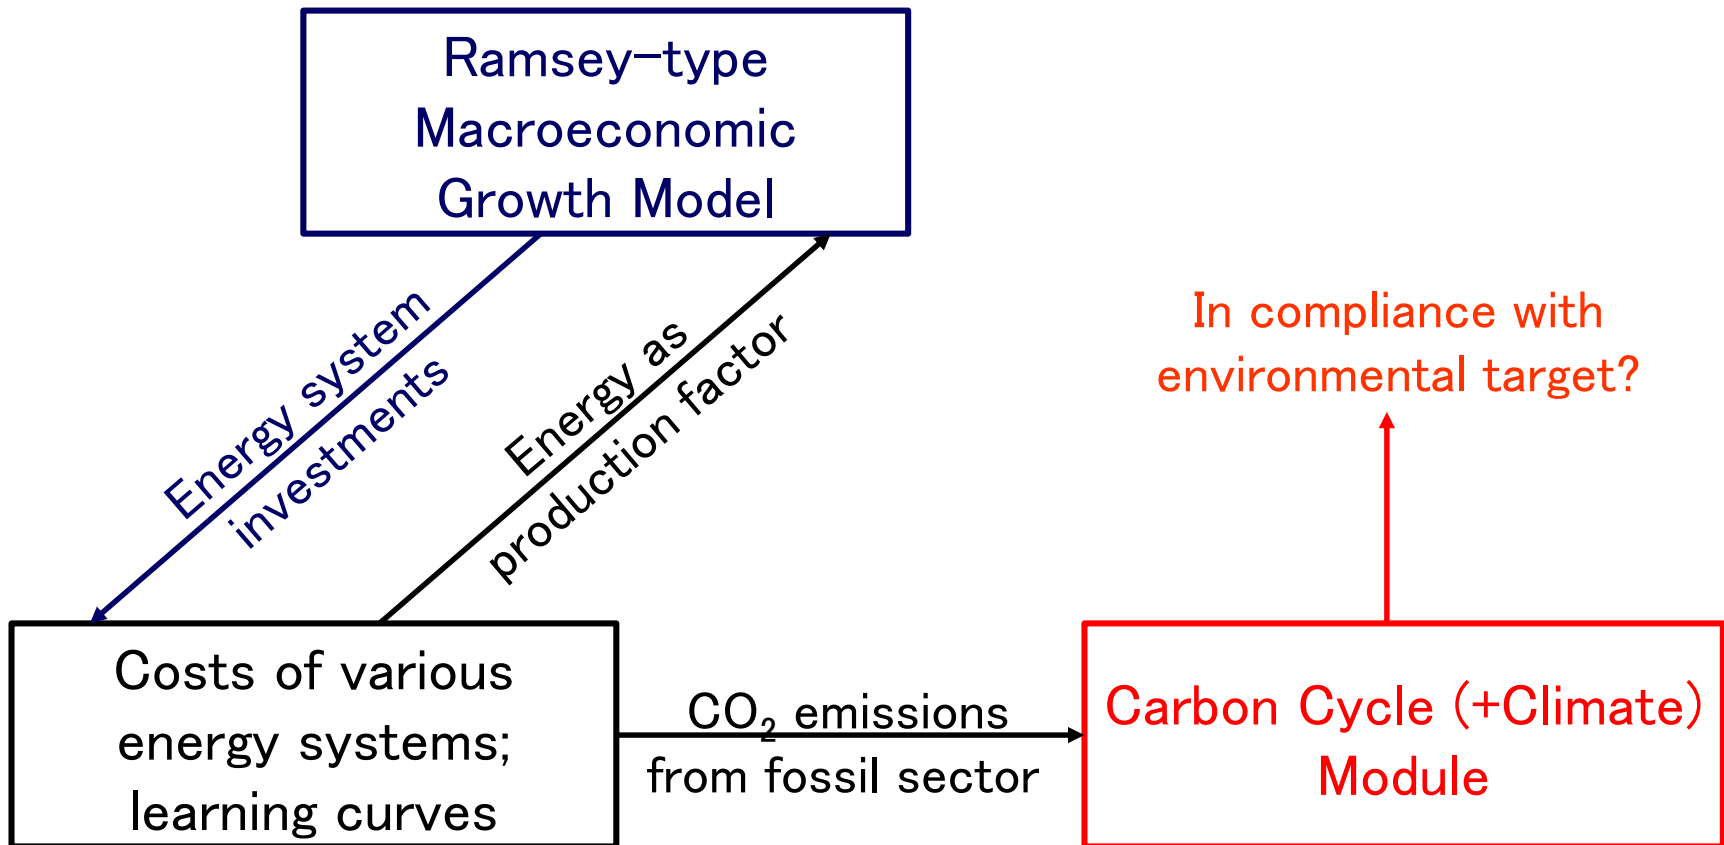 Ramsey-type
Macroeconomic
Growth Model
Energy system
investments
Energy as
production factor
In compliance with
environmental target?
Costs of various
energy systems;
learning curves
CO₂ emissions
from fossil sector
Carbon Cycle (+Climate)
Module